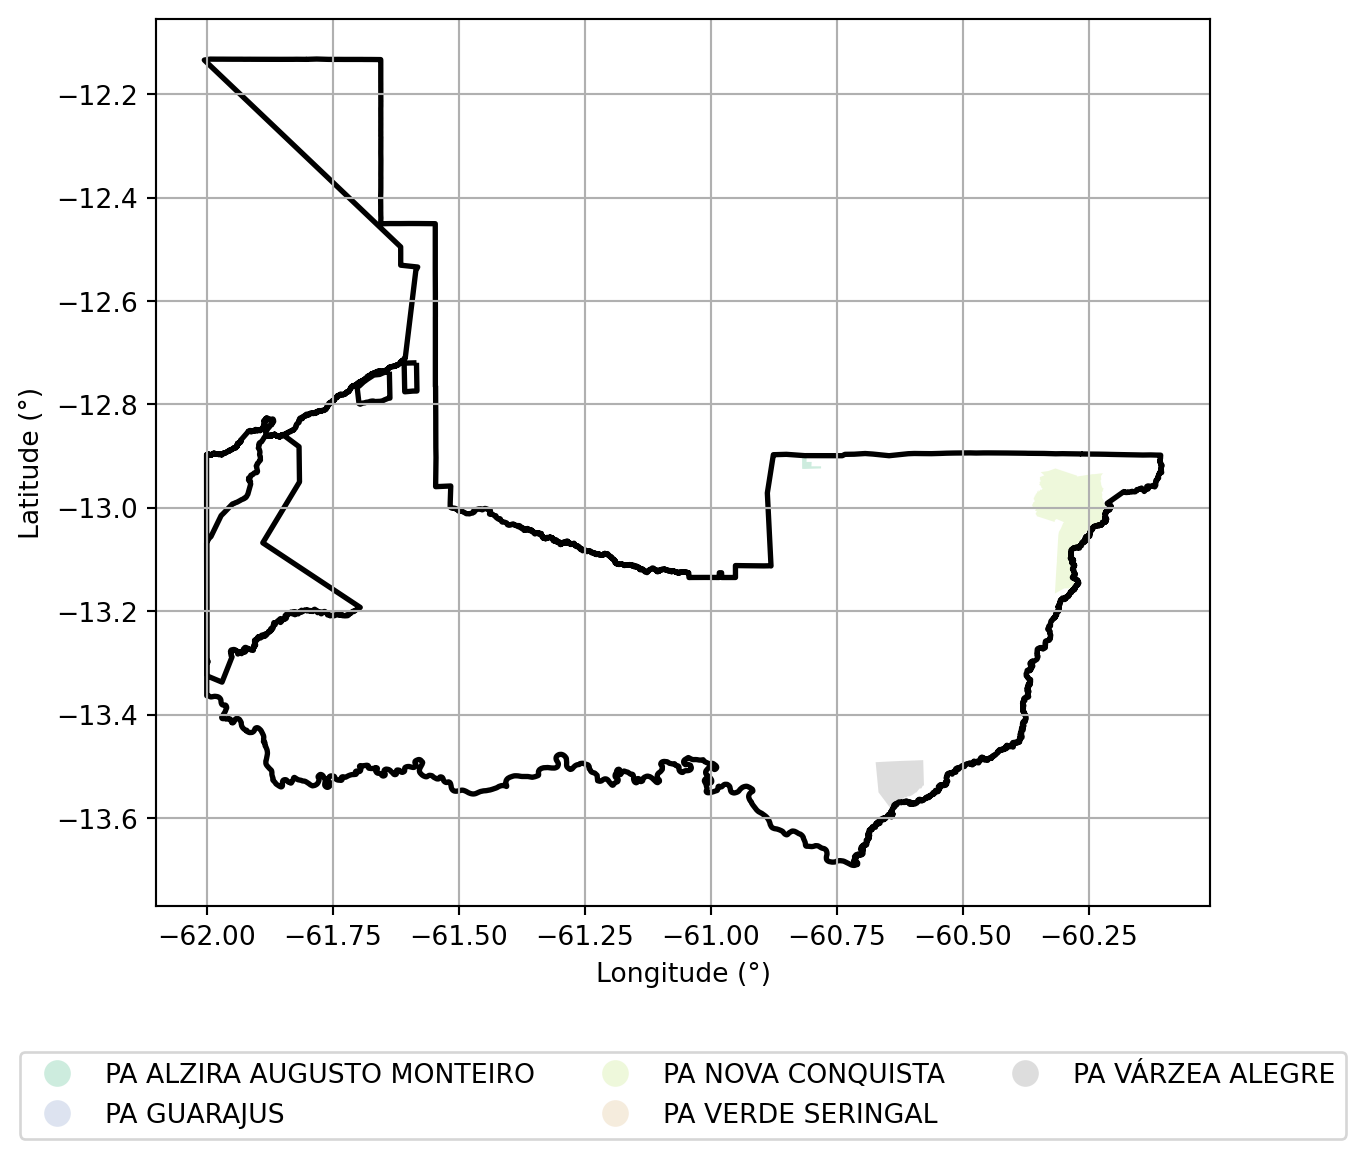 −12.2
−12.4
−12.6
−12.8
−13.0
−13.2
−13.4
−13.6
Latitude (°)
−62.00 −61.75 −61.50 −61.25 −61.00 −60.75 −60.50 −60.25
Longitude (°)
PA ALZIRA AUGUSTO MONTEIRO PA NOVA CONQUISTA PA VÁRZEA ALEGRE
PA GUARAJUS PA VERDE SERINGAL